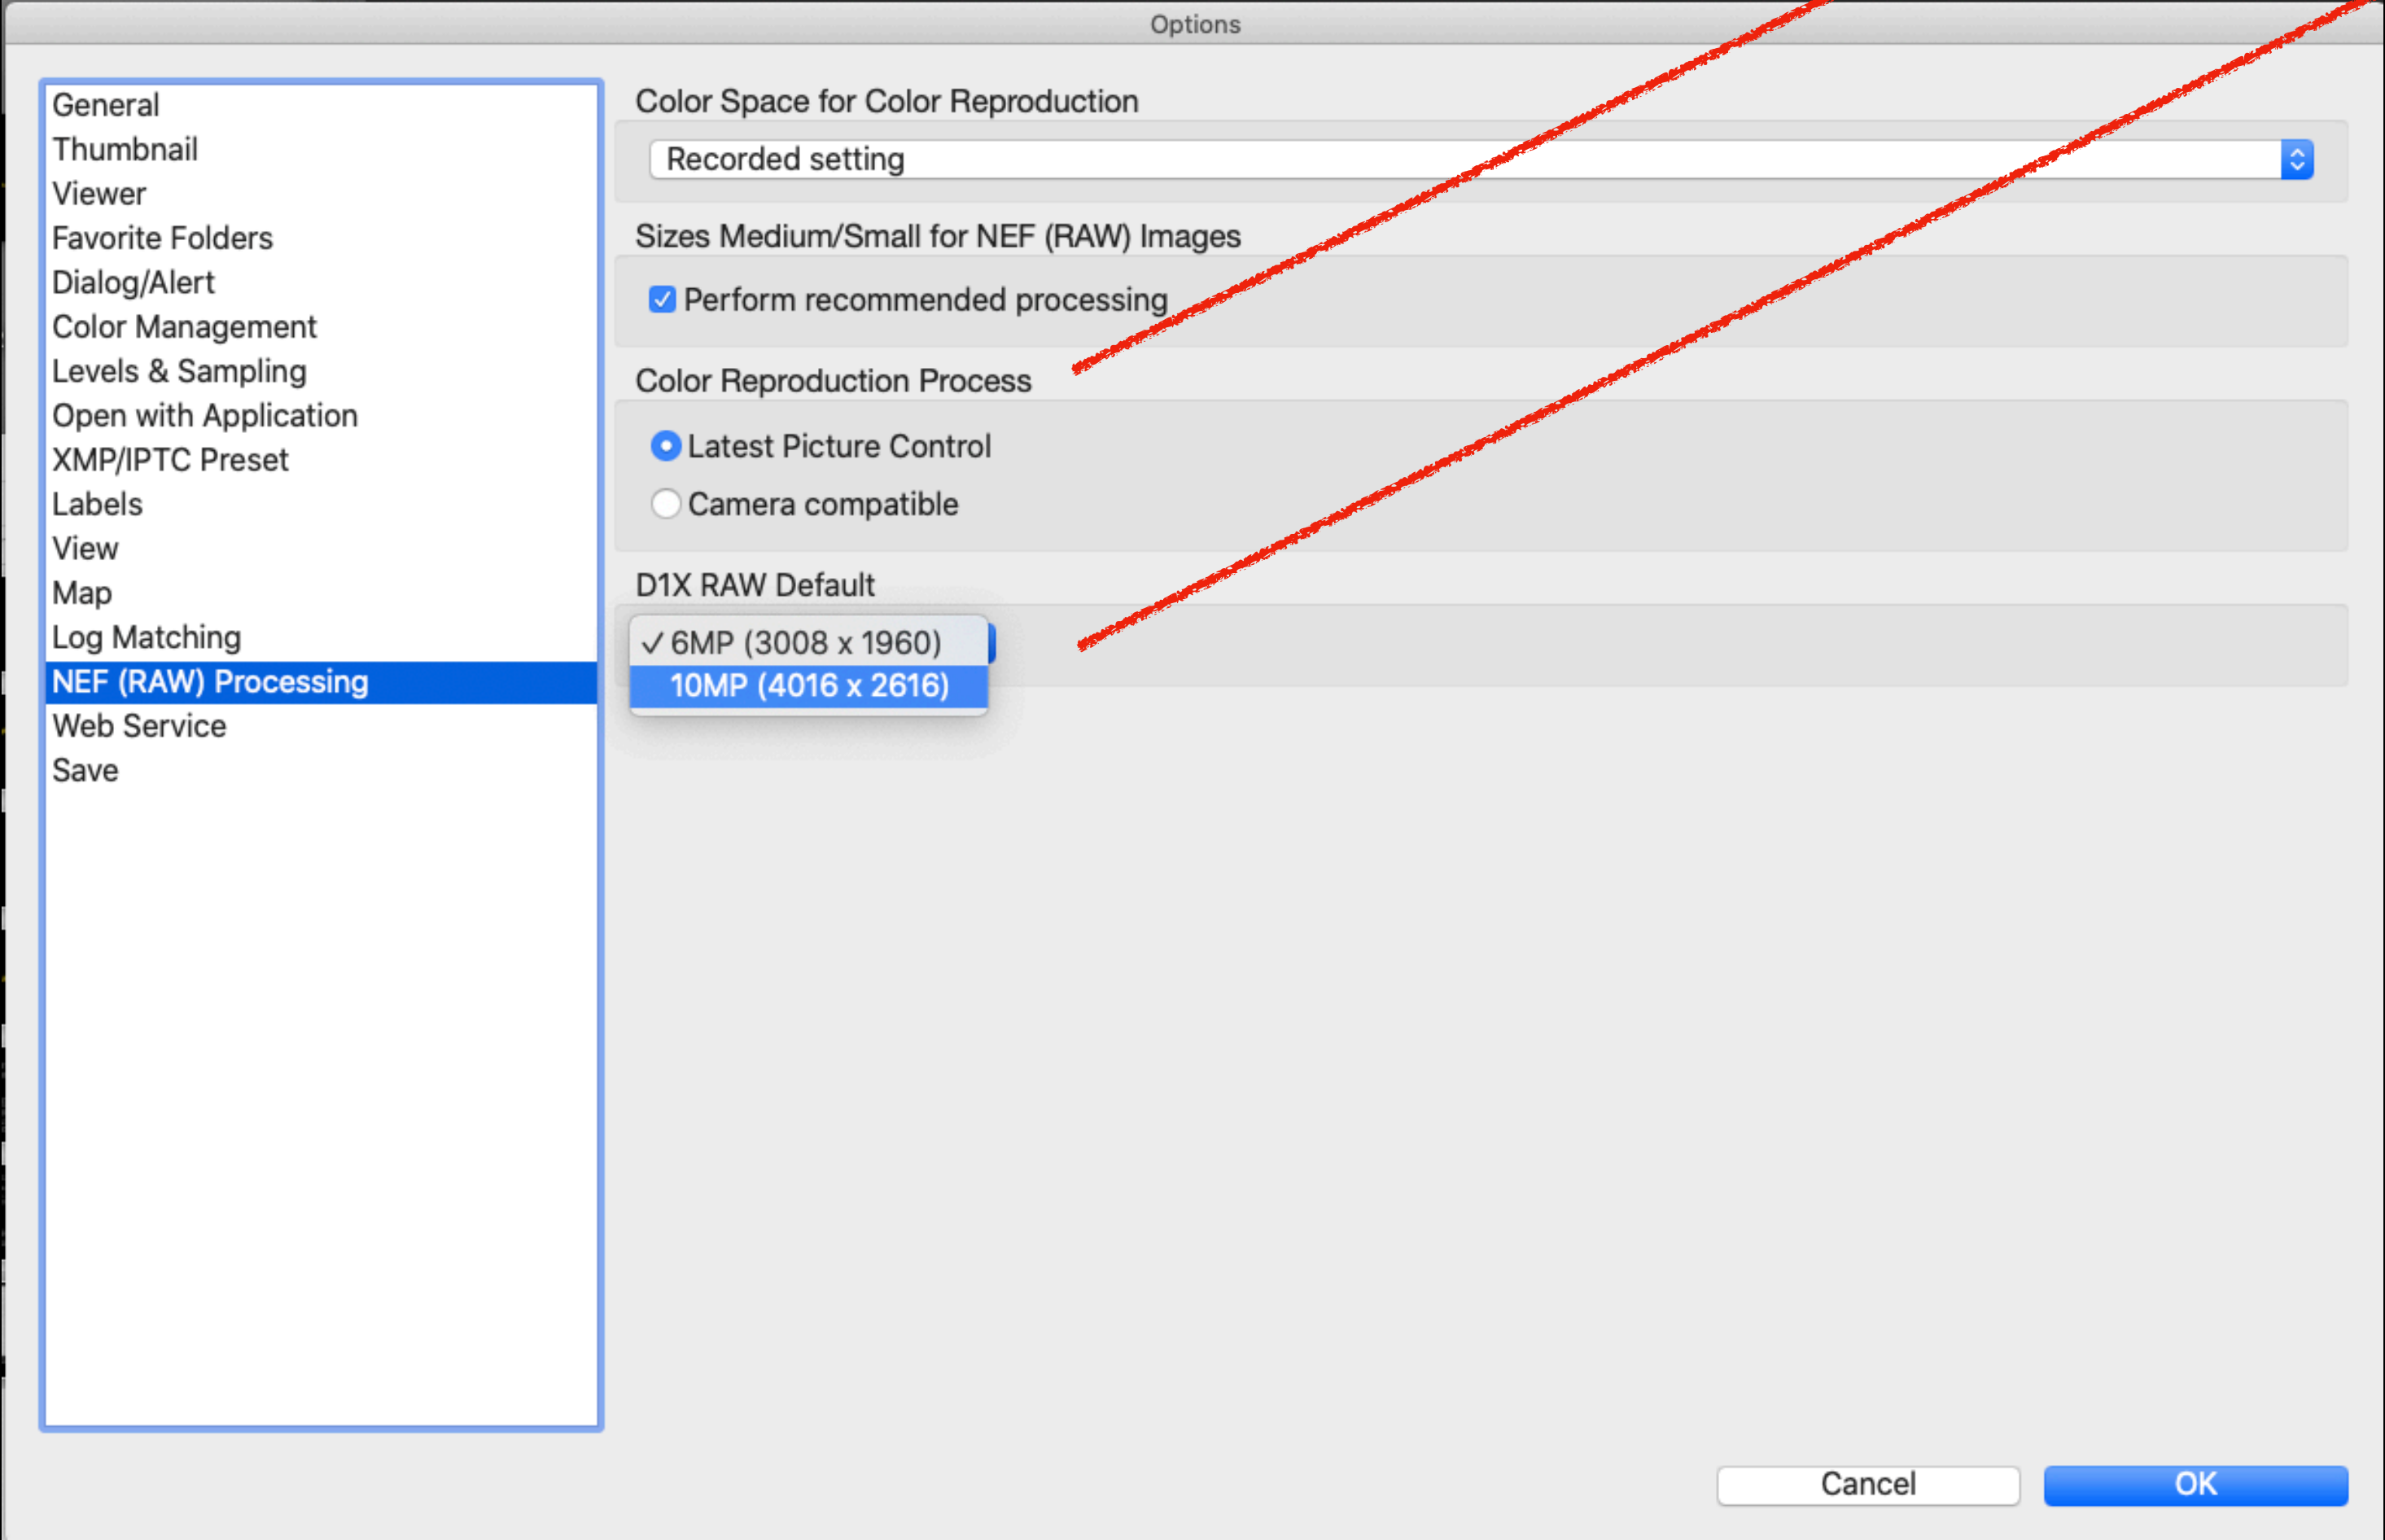 Options
General
Thumbnail
Viewer
Favorite Folders
Dialog/Alert
Color Management
Levels & Sampling
Open with Application
XMP/IPTC Preset
Labels
View
Map
Log Matching
NEF (RAW) Processing
Web Service
Save
Color Space for Color Reproduction
Recorded setting
Sizes Medium/Small for NEF (RAW) Images
Perform recommended processing
Color Reproduction Process
Latest Picture Control
Camera compatible
D1X RAW Default
6MP (3008 x 1960)
10MP (4016 x 2616)
Cancel
OK